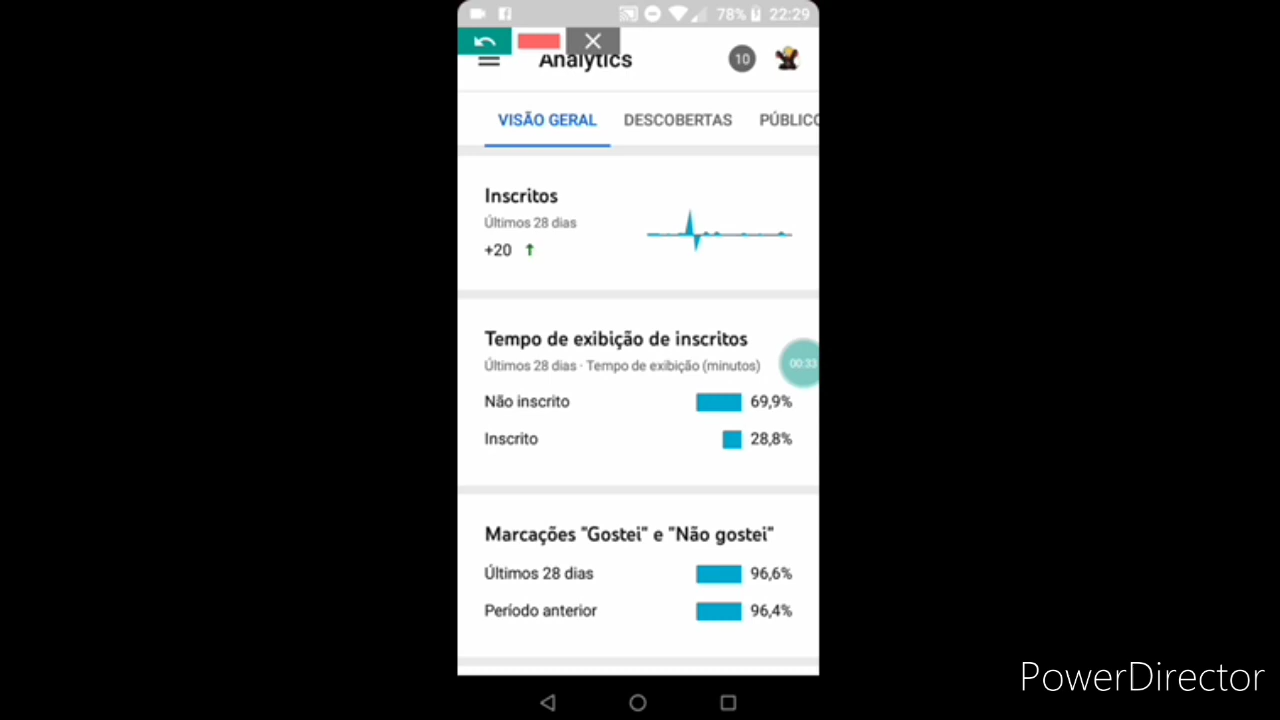 78% 22:29
Analytics
10
VISÃO GERAL DESCOBERTAS PÚBLICO
Inscritos
Últimos 28 dias
+20
Tempo de exibição de inscritos
Últimos 28 dias · Tempo de exibição (minutos)
00:33
Não inscrito 69,9%
Inscrito 28,8%
Marcações "Gostei" e "Não gostei"
Últimos 28 dias 96,6%
Período anterior 96,4%
PowerDirector